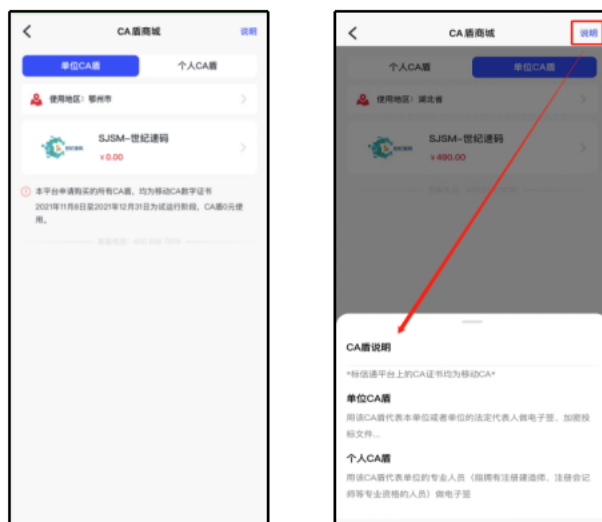 CA盾商城
说明
单位CA盾
个人CA盾
使用地区：鄂州市
SJSM-世纪速码
¥0.00
本平台申请购买的所有CA盾，均为移动CA数字证书
2021年11月8日至2021年12月31日为试运行阶段，CA盾0元使
用。
CA盾商城
说明
个人CA盾
单位CA盾
使用地区：湖北省
SJSM-世纪速码
¥490.00
CA盾说明
*标信通平台上的CA证书均为移动CA*
单位CA盾
用该CA盾代表本单位或者单位的法定代表人做电子签、加密投
标文件...
个人CA盾
用该CA盾代表单位的专业人员（指拥有注册建造师、注册会记
师等专业资格的人员）做电子签